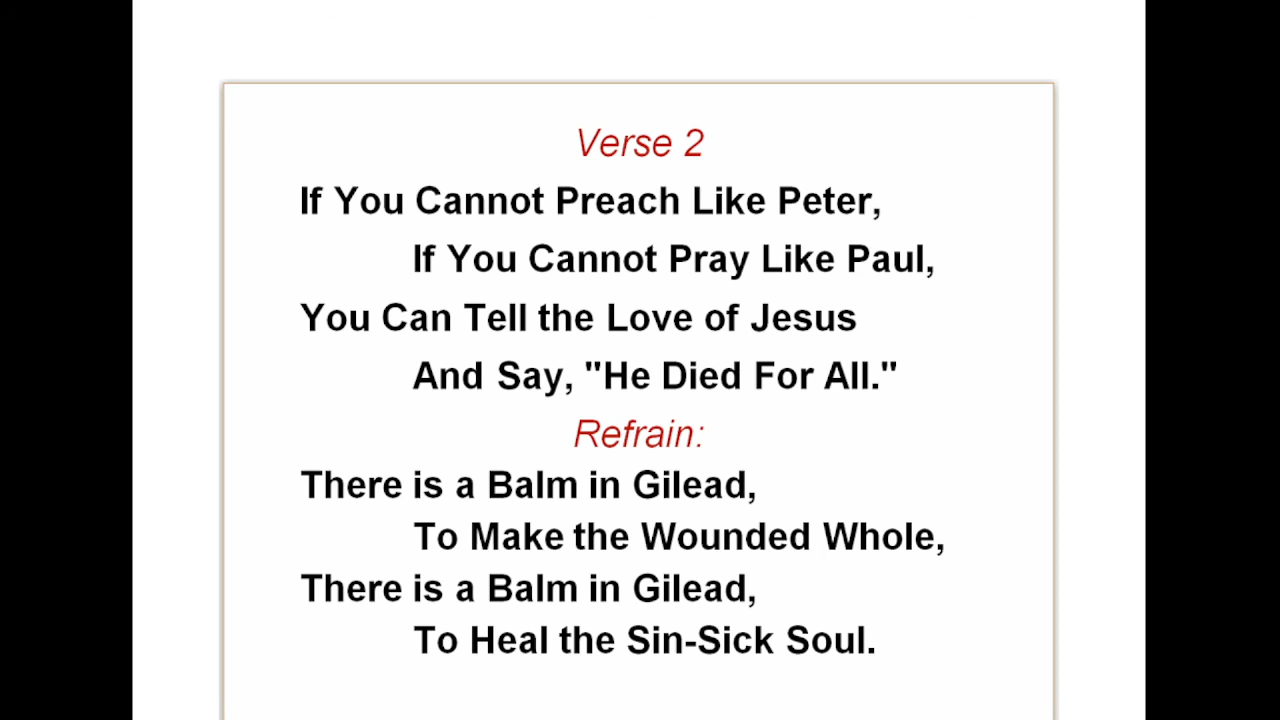 Verse 2
If You Cannot Preach Like Peter,
If You Cannot Pray Like Paul,
You Can Tell the Love of Jesus
And Say, "He Died For All."
Refrain:
There is a Balm in Gilead,
To Make the Wounded Whole,
There is a Balm in Gilead,
To Heal the Sin-Sick Soul.